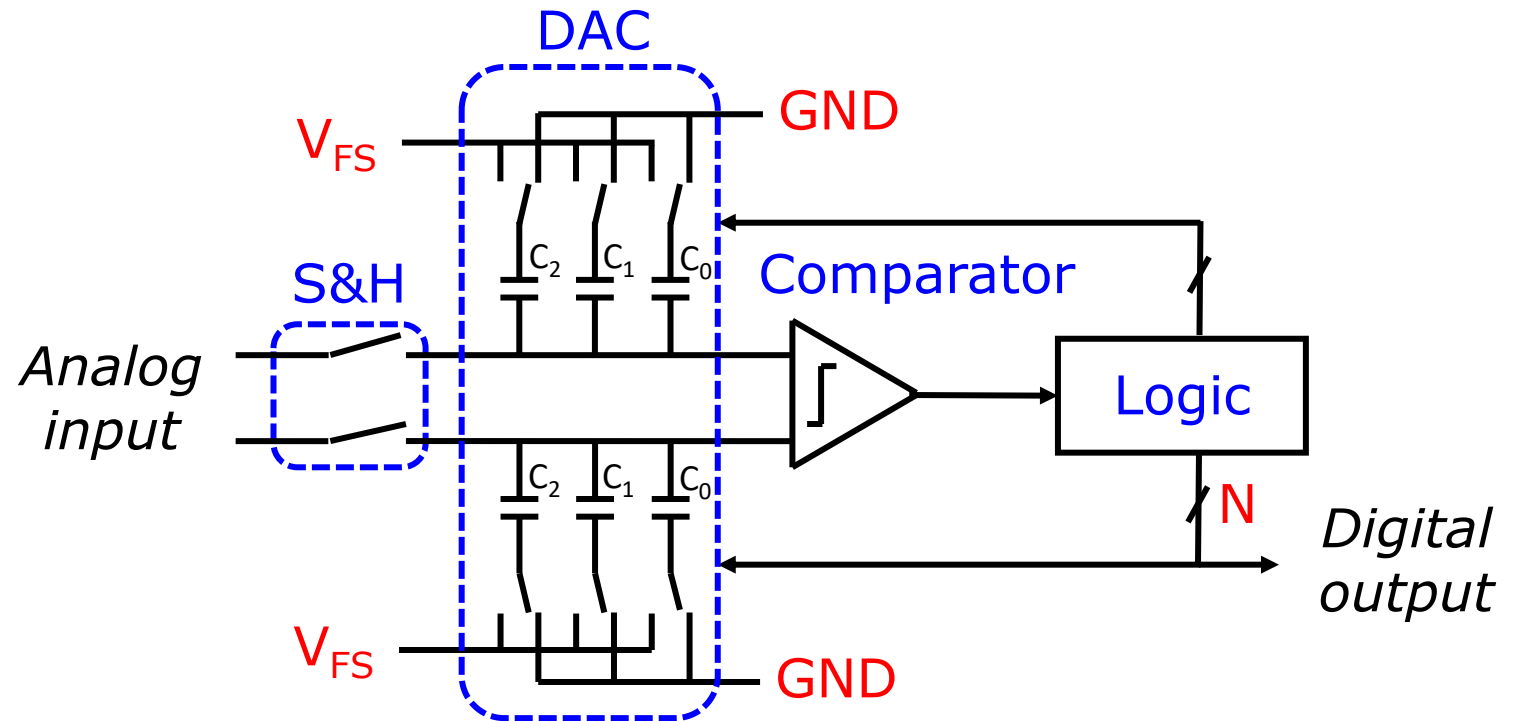 DAC
GND
V_FS
C_2
C_1
C_0
Comparator
S&H
Analog
input
Logic
C_2
C_1
C_0
N
Digital
output
V_FS
GND